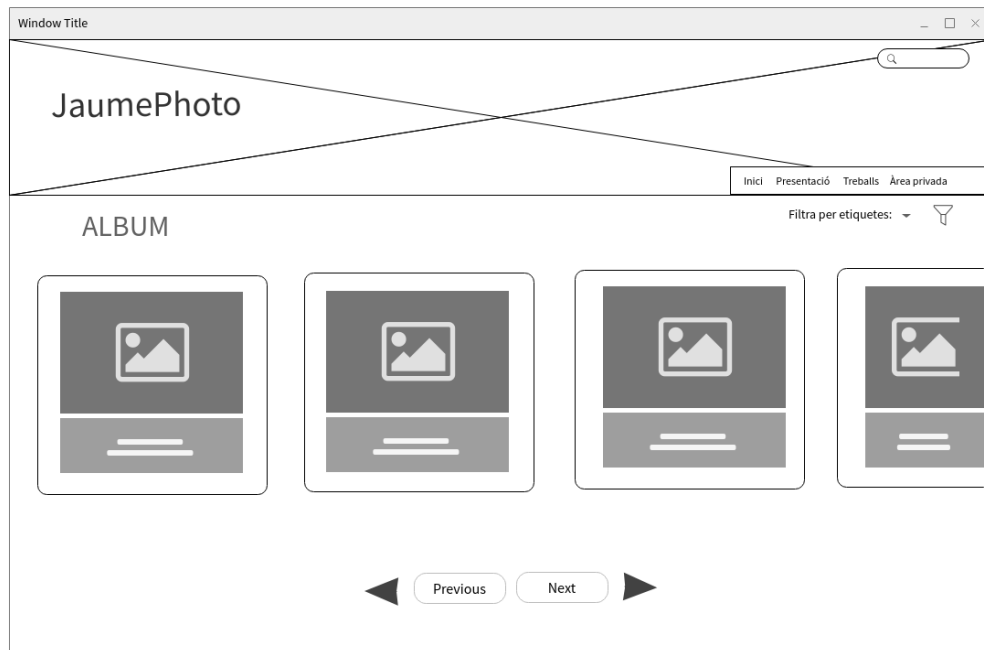 Window Title
JaumePhoto
Inici Presentació Treballs Àrea privada
ALBUM
Filtra per etiquetes:
Previous
Next